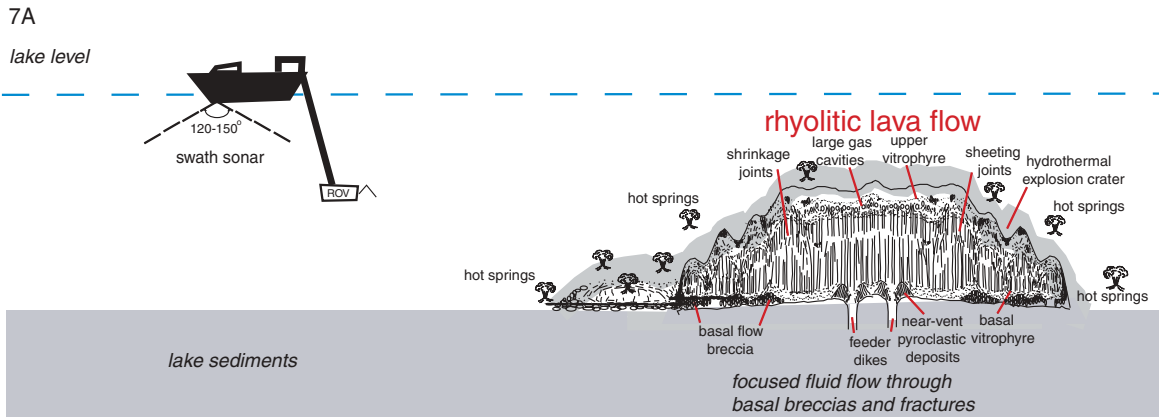 7A
lake level
120-150°
swath sonar
ROV
rhyolitic lava flow
shrinkage
joints
large gas
cavities
upper
vitrophyre
sheeting
joints
hydrothermal
explosion crater
hot springs
hot springs
hot springs
hot springs
basal flow
breccia
feeder
dikes
near-vent
pyroclastic
deposits
basal
vitrophyre
lake sediments
focused fluid flow through
basal breccias and fractures